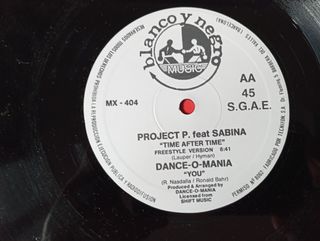 blanco y negro
MUSIC
AA
45
S.G.A.E.
MX - 404
PROJECT P. feat SABINA
"TIME AFTER TIME"
FREESTYLE VERSION 6:41
(Lauper / Hyman)
DANCE-O-MANIA
"YOU"
(R. Nasdalla / Ronald Bahr)
Produced & Arranged by
DANCE-O-MANIA
Licensed from
SHIFT MUSIC